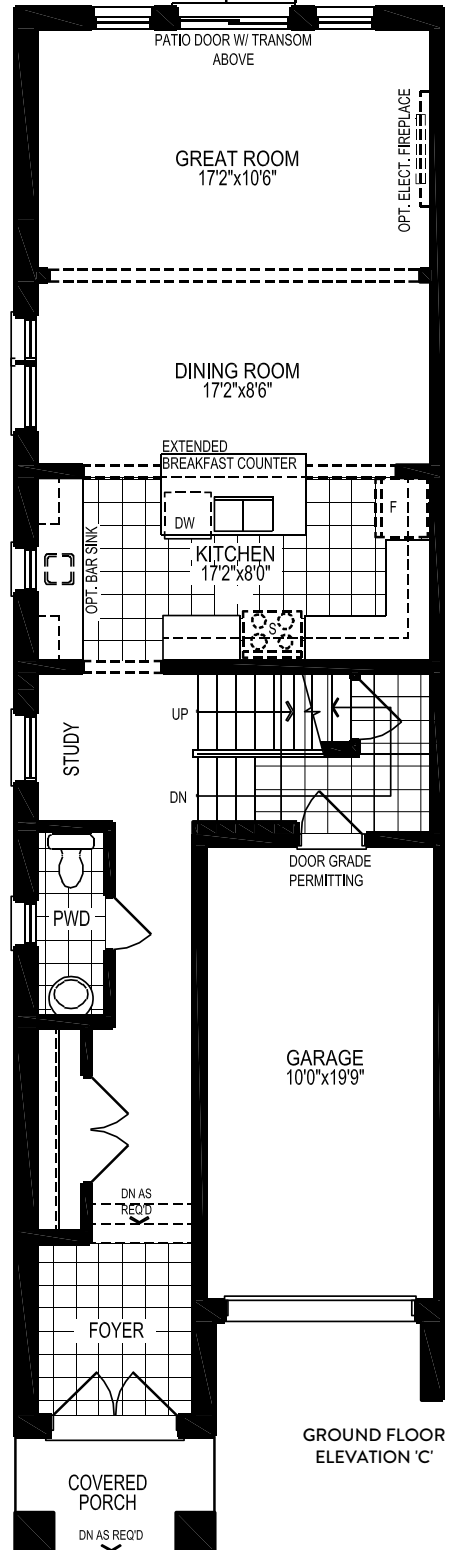 PATIO DOOR W/ TRANSOM
ABOVE
OPT. ELECT. FIREPLACE
GREAT ROOM
17'2"x10'6"
DINING ROOM
17'2"x8'6"
EXTENDED
BREAKFAST COUNTER
DW
F
KITCHEN
17'2"x8'0"
OPT. BAR SINK
S
UP
STUDY
DN
DOOR GRADE
PERMITTING
PWD
GARAGE
10'0"x19'9"
DN AS
REQ'D
FOYER
GROUND FLOOR
ELEVATION 'C'
COVERED
PORCH
DN AS REQ'D